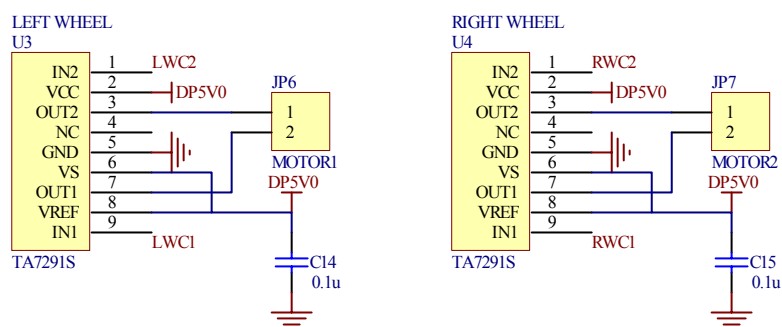 LEFT WHEEL
U3
IN2 1 LWC2
VCC 2 DP5V0
OUT2 3
NC 4
GND 5
VS 6
OUT1 7
VREF 8
IN1 9 LWC1
TA7291S
JP6
1
2
MOTOR1
DP5V0
C14
0.1u
RIGHT WHEEL
U4
IN2 1 RWC2
VCC 2 DP5V0
OUT2 3
NC 4
GND 5
VS 6
OUT1 7
VREF 8
IN1 9 RWC1
TA7291S
JP7
1
2
MOTOR2
DP5V0
C15
0.1u